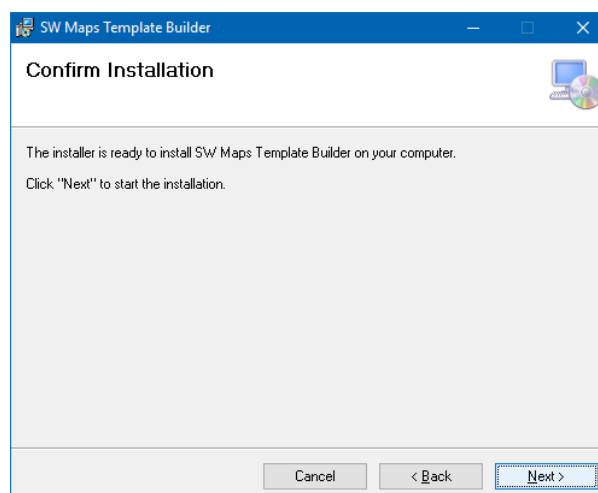 SW Maps Template Builder
Confirm Installation
The installer is ready to install SW Maps Template Builder on your computer.
Click "Next" to start the installation.
Cancel
< Back
Next >